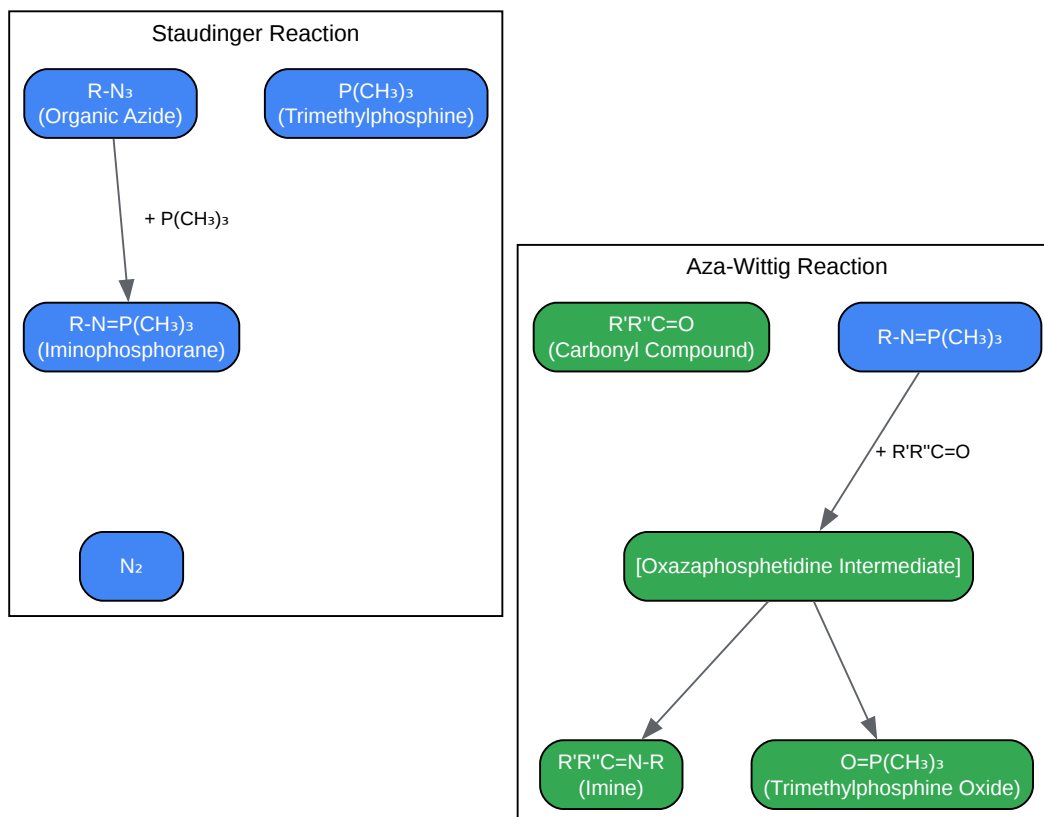 Staudinger Reaction
R-N₃
(Organic Azide)
P(CH₃)₃
(Trimethylphosphine)
+ P(CH₃)₃
R-N=P(CH₃)₃
(Iminophosphorane)
N₂
Aza-Wittig Reaction
R'R''C=O
(Carbonyl Compound)
R-N=P(CH₃)₃
+ R'R''C=O
[Oxazaphosphetidine Intermediate]
R'R''C=N-R
(Imine)
O=P(CH₃)₃
(Trimethylphosphine Oxide)